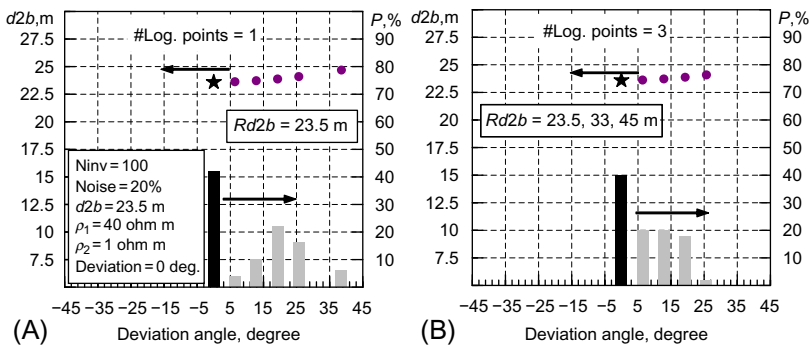 d2b,m
P,%
27.5
25
22.5
20
17.5
15
12.5
10
7.5
90
80
70
60
50
40
30
20
10
#Log. points = 1
Rd2b = 23.5 m
Ninv = 100
Noise = 20%
d2b = 23.5 m
ρ1 = 40 ohm m
ρ2 = 1 ohm m
Deviation = 0 deg.
−45 −35 −25 −15 −5 5 15 25 35 45
(A)
Deviation angle, degree
d2b,m
P,%
27.5
25
22.5
20
17.5
15
12.5
10
7.5
90
80
70
60
50
40
30
20
10
#Log. points = 3
Rd2b = 23.5, 33, 45 m
−45 −35 −25 −15 −5 5 15 25 35 45
(B)
Deviation angle, degree